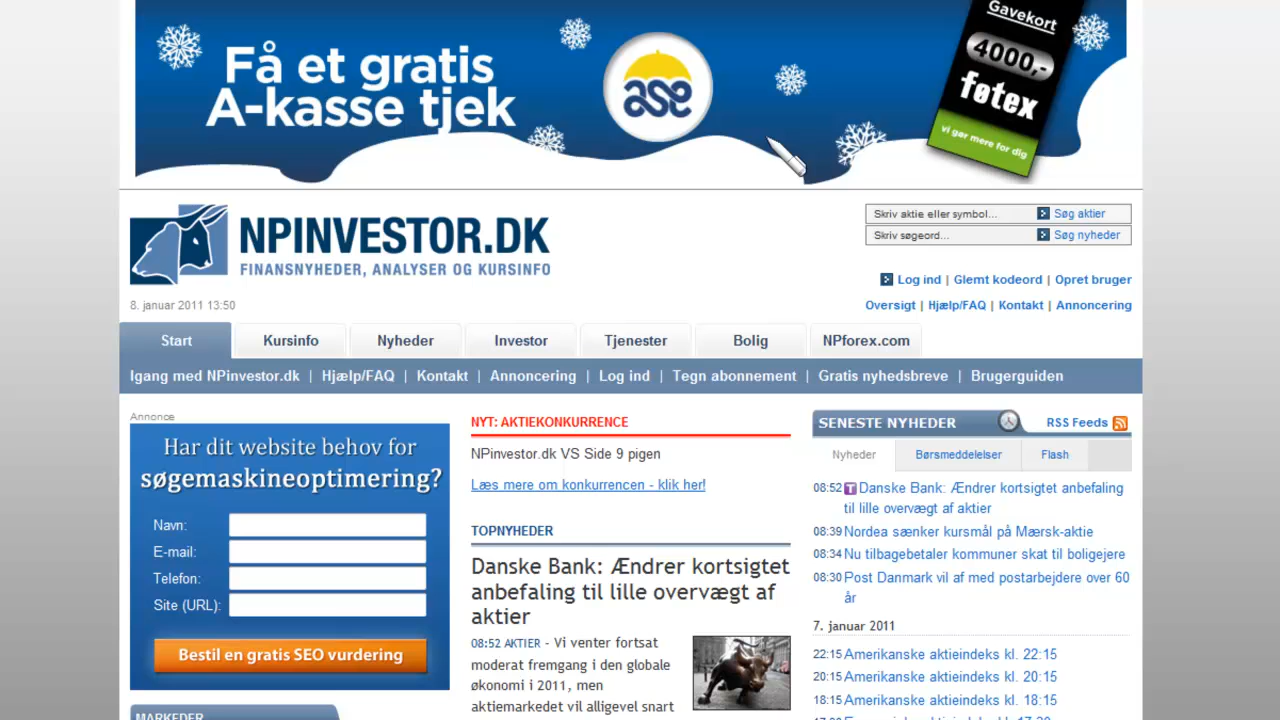 Få et gratis
A-kasse tjek
ase
Gavekort
4000,-
føtex
vi gør mere for dig
NPINVESTOR.DK
FINANSNYHEDER, ANALYSER OG KURSINFO
8. januar 2011 13:50
Skriv aktie eller symbol... Søg aktier
Skriv søgeord... Søg nyheder
Log ind | Glemt kodeord | Opret bruger
Oversigt | Hjælp/FAQ | Kontakt | Annoncering
Start Kursinfo Nyheder Investor Tjenester Bolig NPforex.com
Igang med NPinvestor.dk | Hjælp/FAQ | Kontakt | Annoncering | Log ind | Tegn abonnement | Gratis nyhedsbreve | Brugerguiden
Annonce
Har dit website behov for
søgemaskineoptimering?
Navn:
E-mail:
Telefon:
Site (URL):
Bestil en gratis SEO vurdering
MARKEDER
NYT: AKTIEKONKURRENCE
NPinvestor.dk VS Side 9 pigen
Læs mere om konkurrencen - klik her!
TOPNYHEDER
Danske Bank: Ændrer kortsigtet
anbefaling til lille overvægt af
aktier
08:52 AKTIER - Vi venter fortsat
moderat fremgang i den globale
økonomi i 2011, men
aktiemarkedet vil alligevel snart
SENESTE NYHEDER RSS Feeds
Nyheder Børsmeddelelser Flash
08:52 T Danske Bank: Ændrer kortsigtet anbefaling
til lille overvægt af aktier
08:39 Nordea sænker kursmål på Mærsk-aktie
08:34 Nu tilbagebetaler kommuner skat til boligejere
08:30 Post Danmark vil af med postarbejdere over 60
år
7. januar 2011
22:15 Amerikanske aktieindeks kl. 22:15
20:15 Amerikanske aktieindeks kl. 20:15
18:15 Amerikanske aktieindeks kl. 18:15